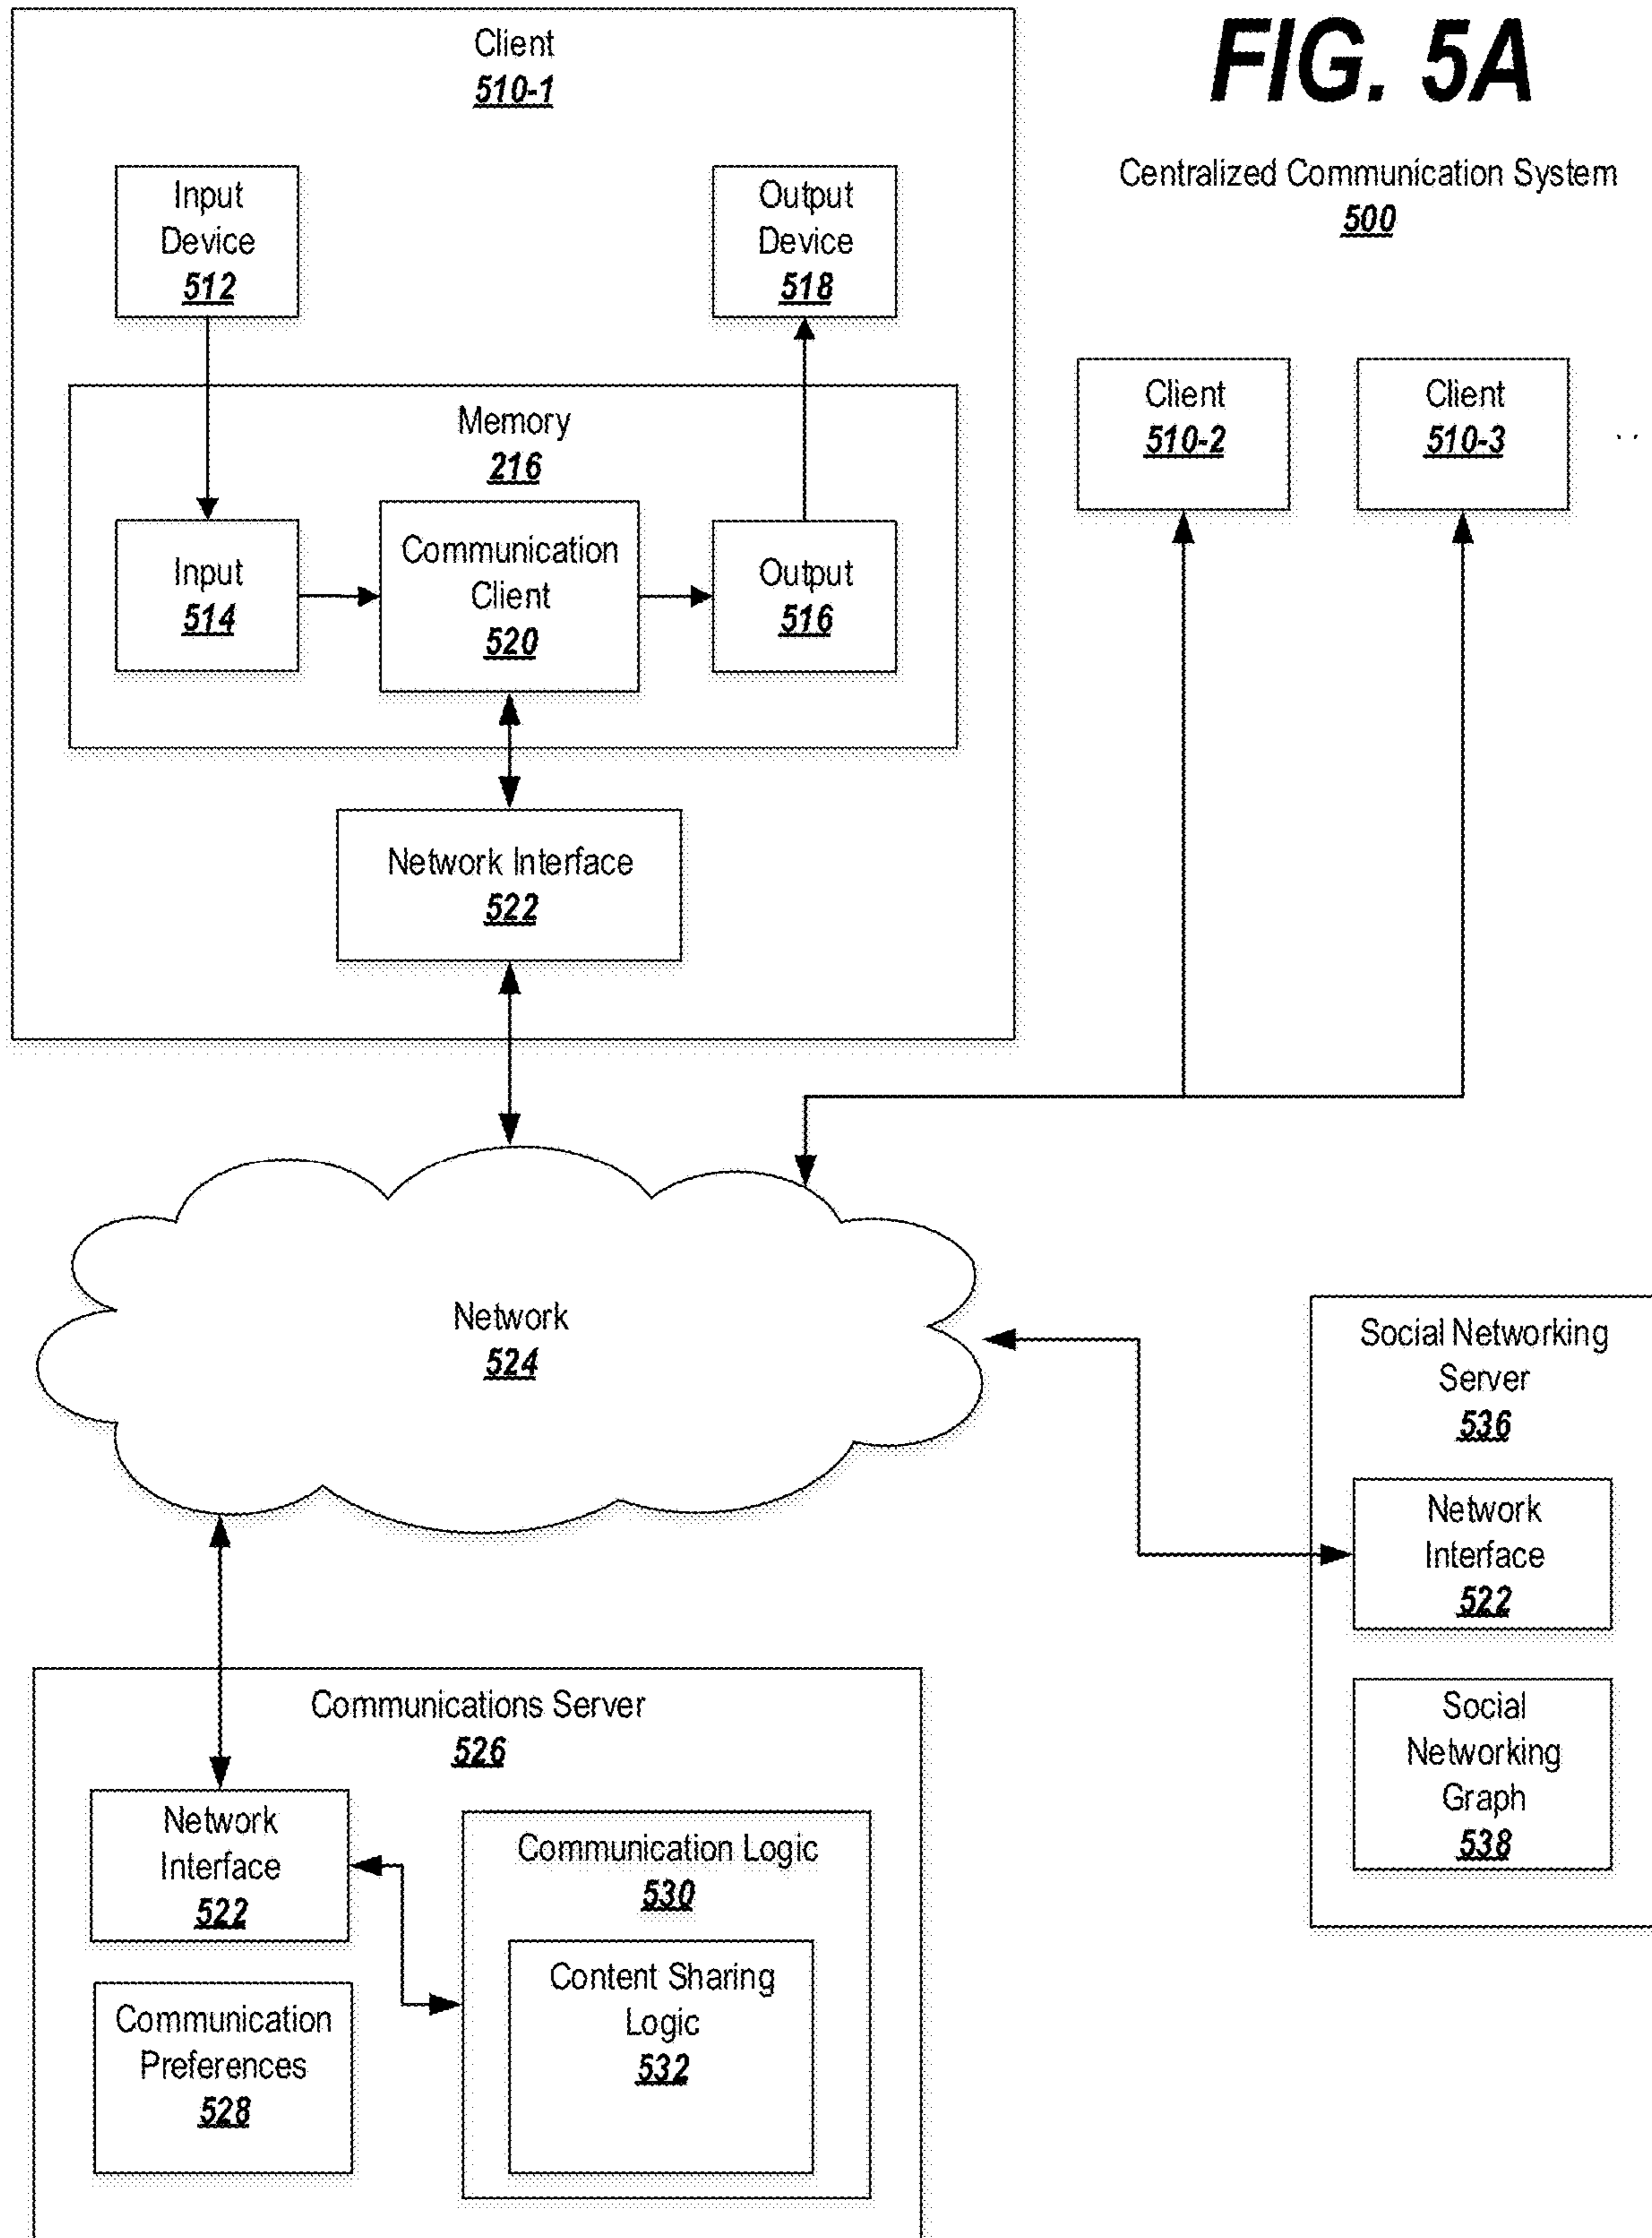 FIG. 5A
Centralized Communication System
500
Client
510-1
Input
Device
512
Output
Device
518
Client
510-2
Client
510-3
..
Memory
216
Input
514
Communication
Client
520
Output
516
Network Interface
522
Network
524
Social Networking
Server
536
Network
Interface
522
Social
Networking
Graph
538
Communications Server
526
Network
Interface
522
Communication
Preferences
528
Communication Logic
530
Content Sharing
Logic
532